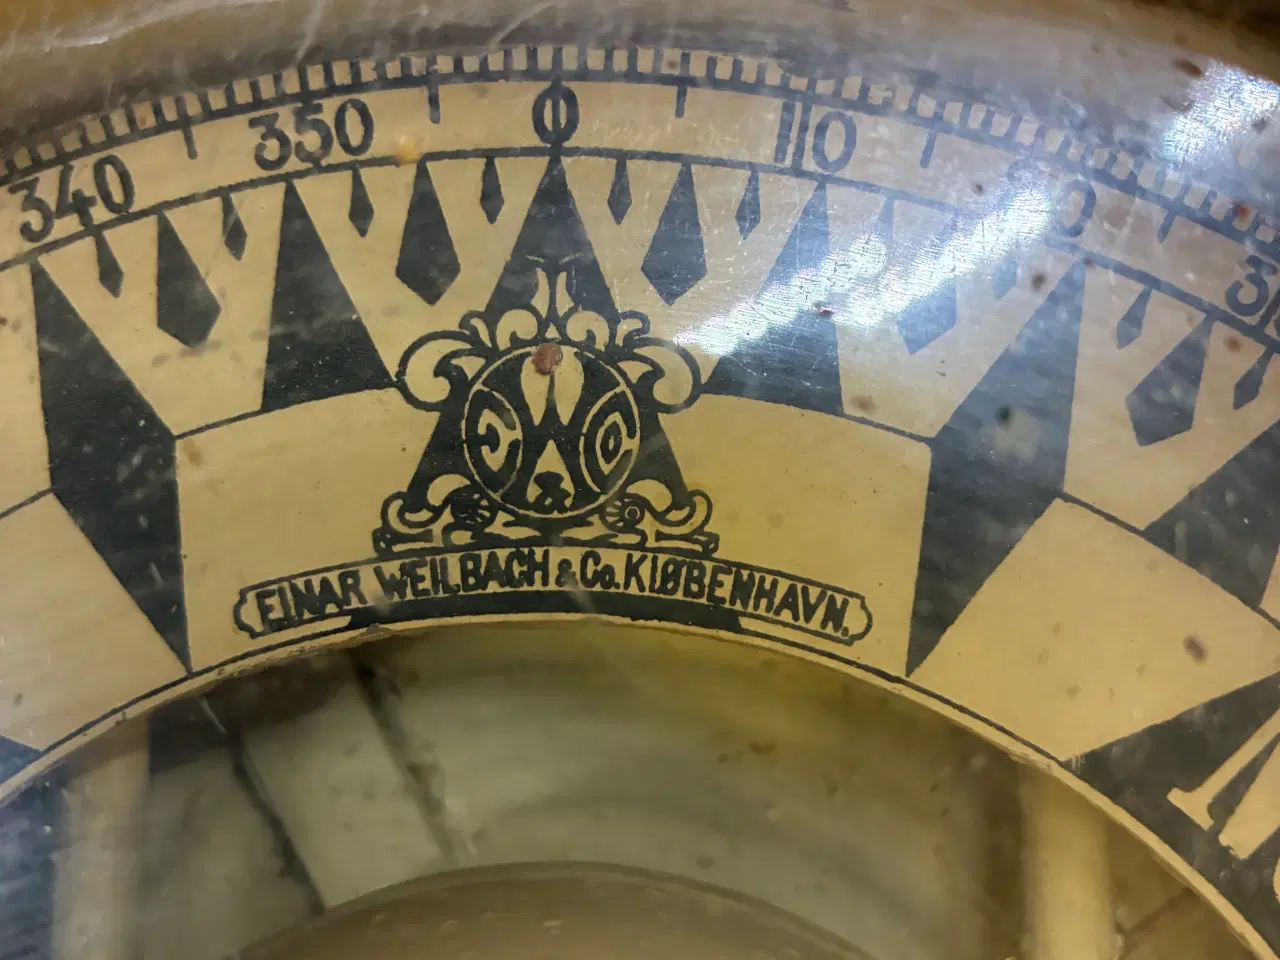 340 350 0 10
EINAR WEILBACH & Co. KIØBENHAVN.